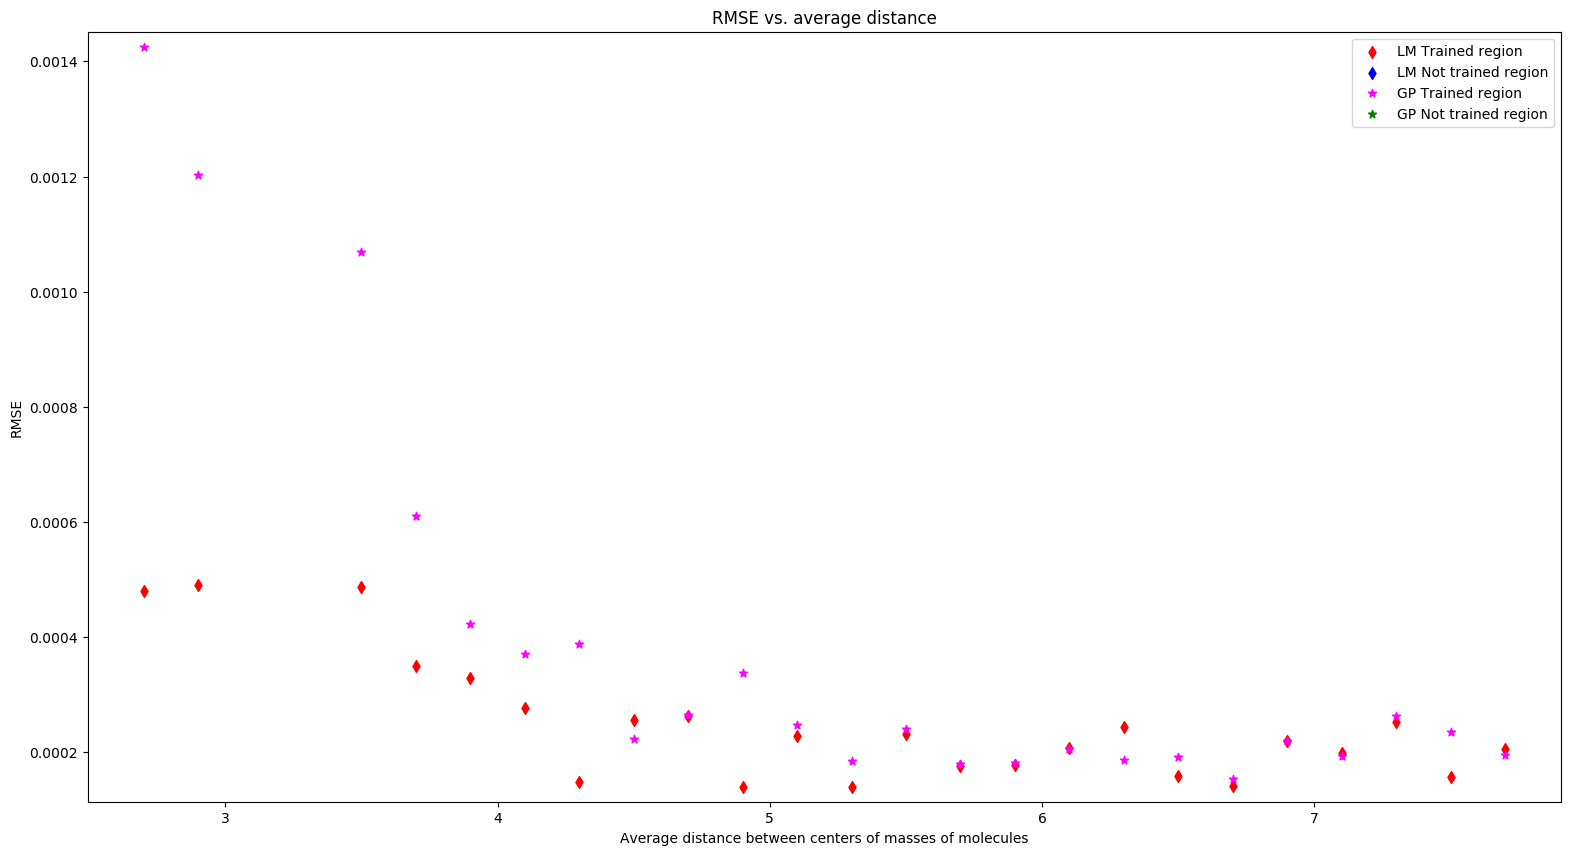 RMSE vs. average distance
LM Trained region
LM Not trained region
GP Trained region
GP Not trained region
0.0014
0.0012
0.0010
0.0008
0.0006
0.0004
0.0002
RMSE
3 4 5 6 7
Average distance between centers of masses of molecules